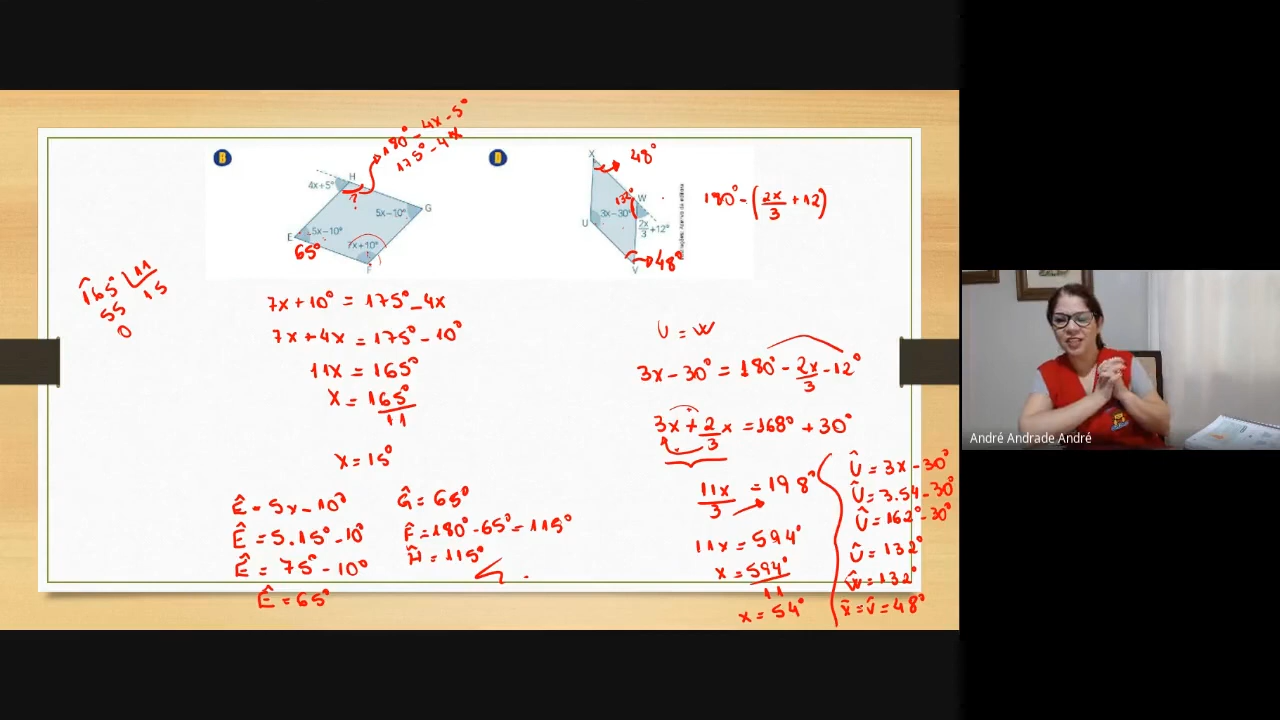 B
180° - 4x - 5°
175° - 4x
4x+5°
H
?
5x-10°
G
E
5x-10°
65°
7x+10°
F
165° 11
55 15
0
7x + 10° = 175° - 4x
7x + 4x = 175° - 10°
11x = 165°
x = 165°
11
x = 15°
Ê = 5x - 10°
Ê = 5.15° - 10°
Ê = 75° - 10°
Ê = 65°
Ĝ = 65°
F̂ = 180° - 65° = 115°
Ĥ = 115°
D
X
48°
132°
W
3x-30°
U
2x/3 +12°
V
48°
180° - (2x/3 + 12)
U = W
3x - 30° = 180° - 2x/3 - 12°
3x + 2/3 x = 168° + 30°
11x/3 = 198°
11x = 594°
x = 594°
11
x = 54°
Û = 3x - 30°
Û = 3.54 - 30°
Û = 162° - 30°
Û = 132°
Ŵ = 132°
x̂ = v̂ = 48°
André Andrade André